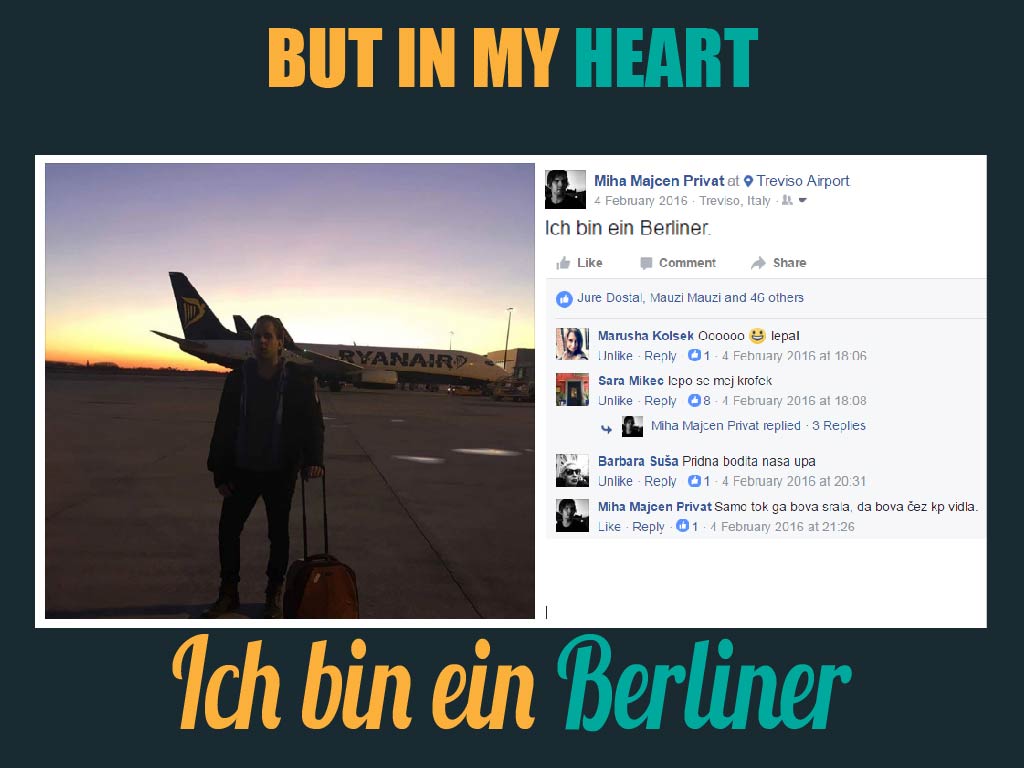 BUT IN MY HEART
RYANAIR
Miha Majcen Privat at Treviso Airport
4 February 2016 · Treviso, Italy ·
Ich bin ein Berliner.
Like Comment Share
Jure Dostal, Mauzi Mauzi and 46 others
Marusha Kolsek Ooooooo 😃 lepa!
Unlike · Reply · 1 · 4 February 2016 at 18:06
Sara Mikec lepo se mej krofek
Unlike · Reply · 8 · 4 February 2016 at 18:08
Miha Majcen Privat replied · 3 Replies
Barbara Suša Pridna bodita nasa upa
Unlike · Reply · 1 · 4 February 2016 at 20:31
Miha Majcen Privat Samo tok ga bova srala, da bova čez kp vidla.
Like · Reply · 1 · 4 February 2016 at 21:26
Ich bin ein Berliner